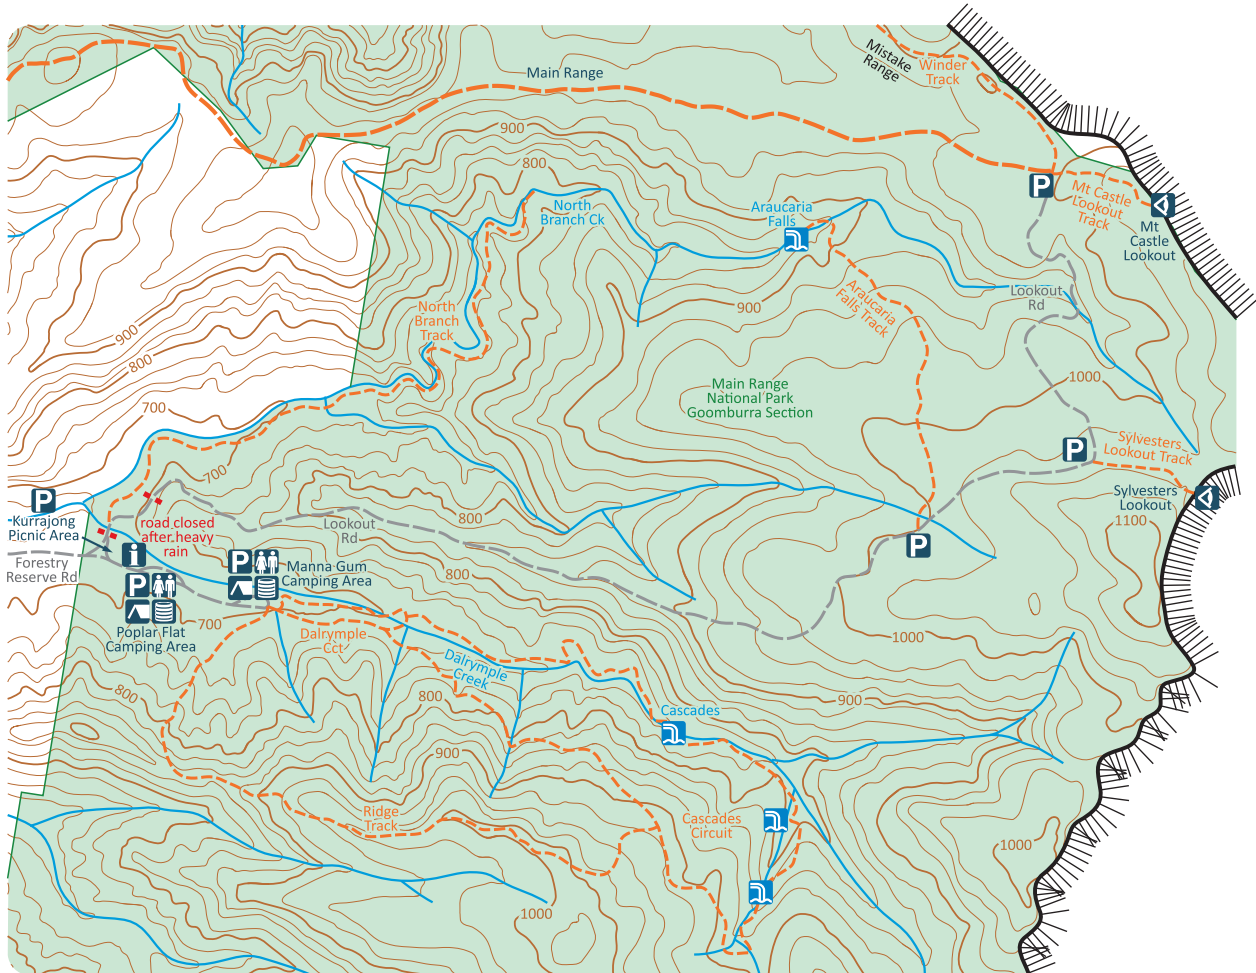 Mistake
Range
Winder
Track
Main Range
900
800
P
Mt Castle
Lookout
Track
Araucaria
Falls
North
Branch Ck
Mt
Castle
Lookout
Lookout
Rd
Araucaria
Falls Track
900
North
Branch
Track
900
800
700
1000
Main Range
National Park
Goomburra Section
P
Sylvesters
Lookout Track
Sylvesters
Lookout
1100
700
P
Kurrajong
Picnic Area
road closed
after heavy
rain
Lookout
Rd
800
P
i
Forestry
Reserve Rd
P
Manna Gum
Camping Area
800
P
Poplar Flat
Camping Area
700
Dalrymple
Cct
1000
Dalrymple
Creek
800
800
900
Cascades
900
Ridge
Track
Cascades
Circuit
1000
1000